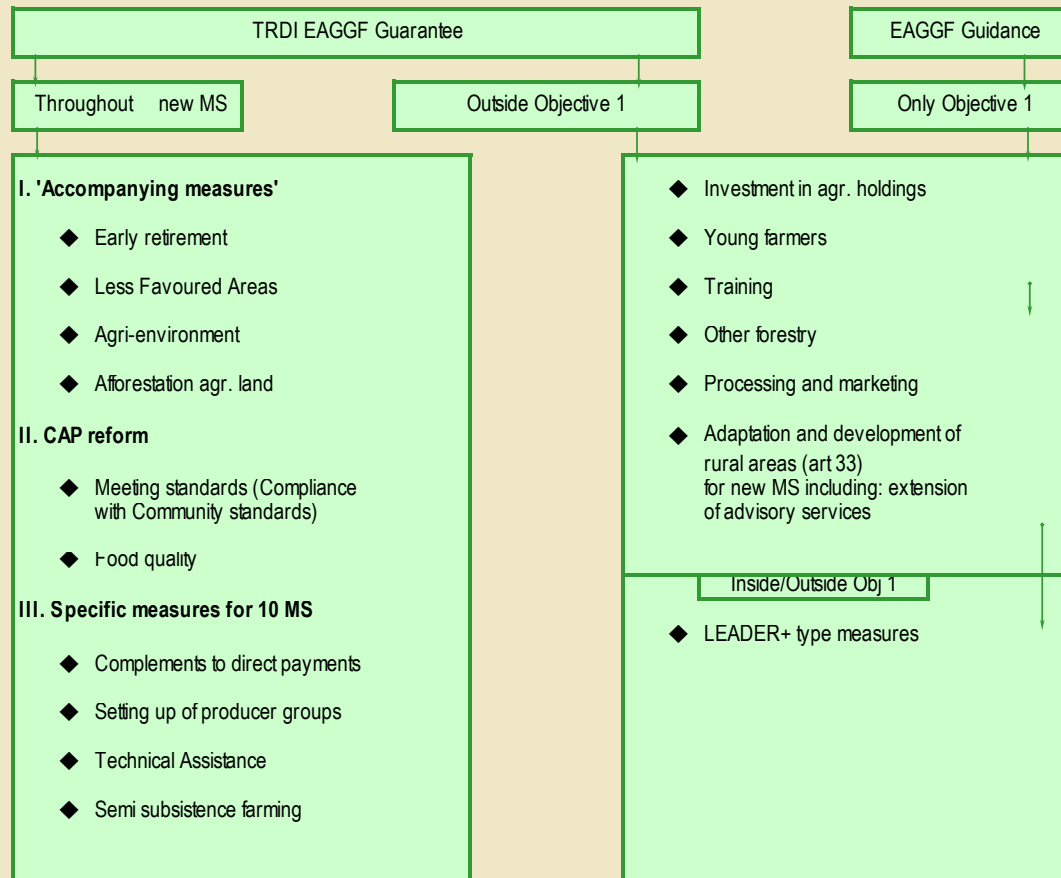 TRDI EAGGF Guarantee
EAGGF Guidance
Throughout new MS
Outside Objective 1
Only Objective 1
I. 'Accompanying measures'
◆ Early retirement
◆ Less Favoured Areas
◆ Agri-environment
◆ Afforestation agr. land
II. CAP reform
◆ Meeting standards (Compliance
with Community standards)
◆ Food quality
III. Specific measures for 10 MS
◆ Complements to direct payments
◆ Setting up of producer groups
◆ Technical Assistance
◆ Semi subsistence farming
◆ Investment in agr. holdings
◆ Young farmers
◆ Training
◆ Other forestry
◆ Processing and marketing
◆ Adaptation and development of
rural areas (art 33)
for new MS including: extension
of advisory services
Inside/Outside Obj 1
◆ LEADER+ type measures